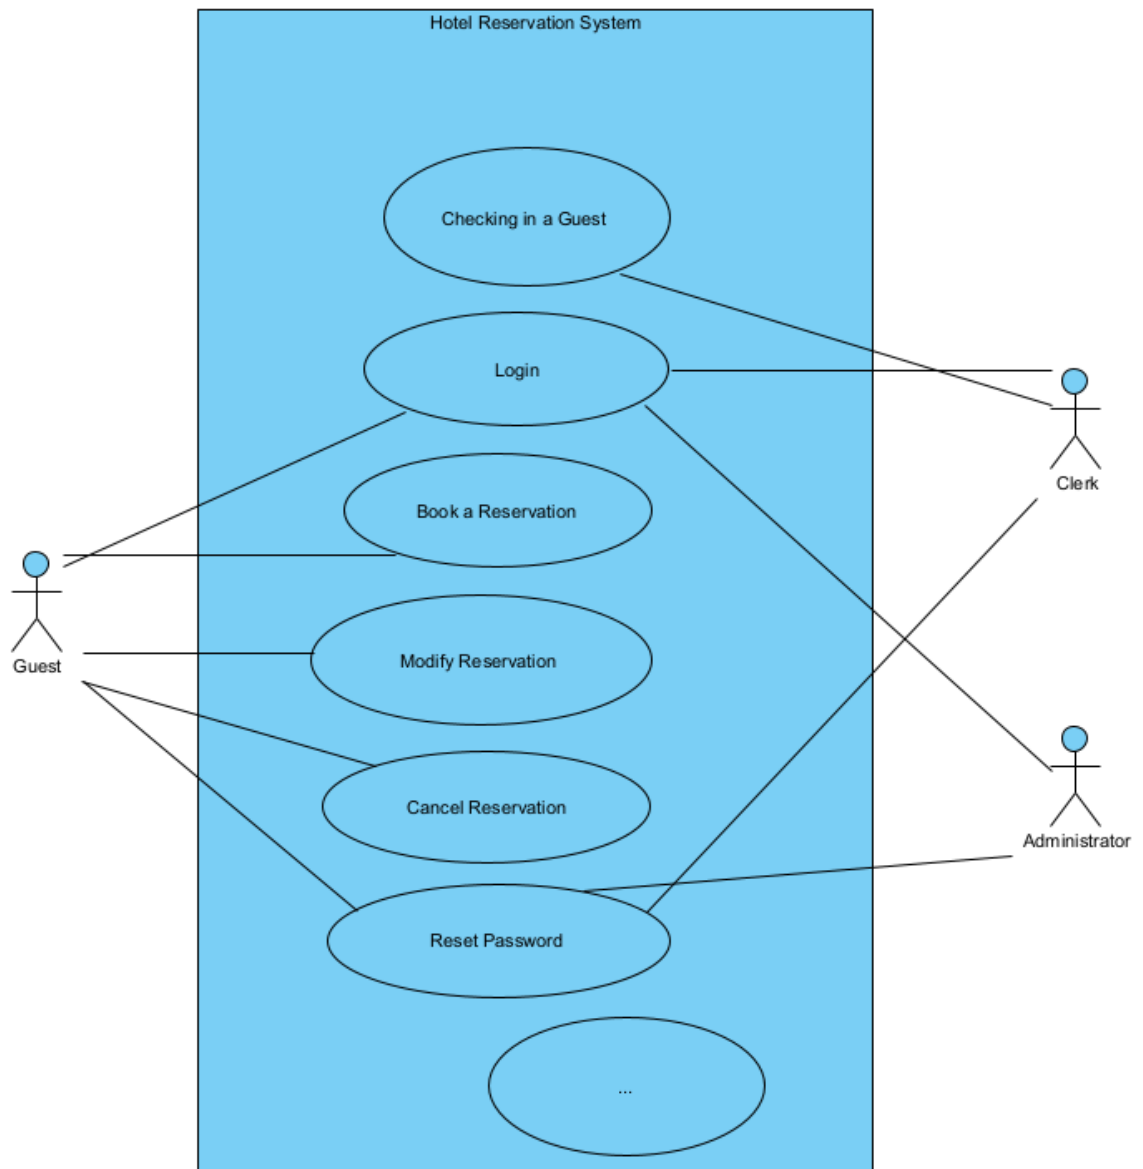 Hotel Reservation System
Checking in a Guest
Login
Clerk
Book a Reservation
Guest
Modify Reservation
Cancel Reservation
Administrator
Reset Password
...